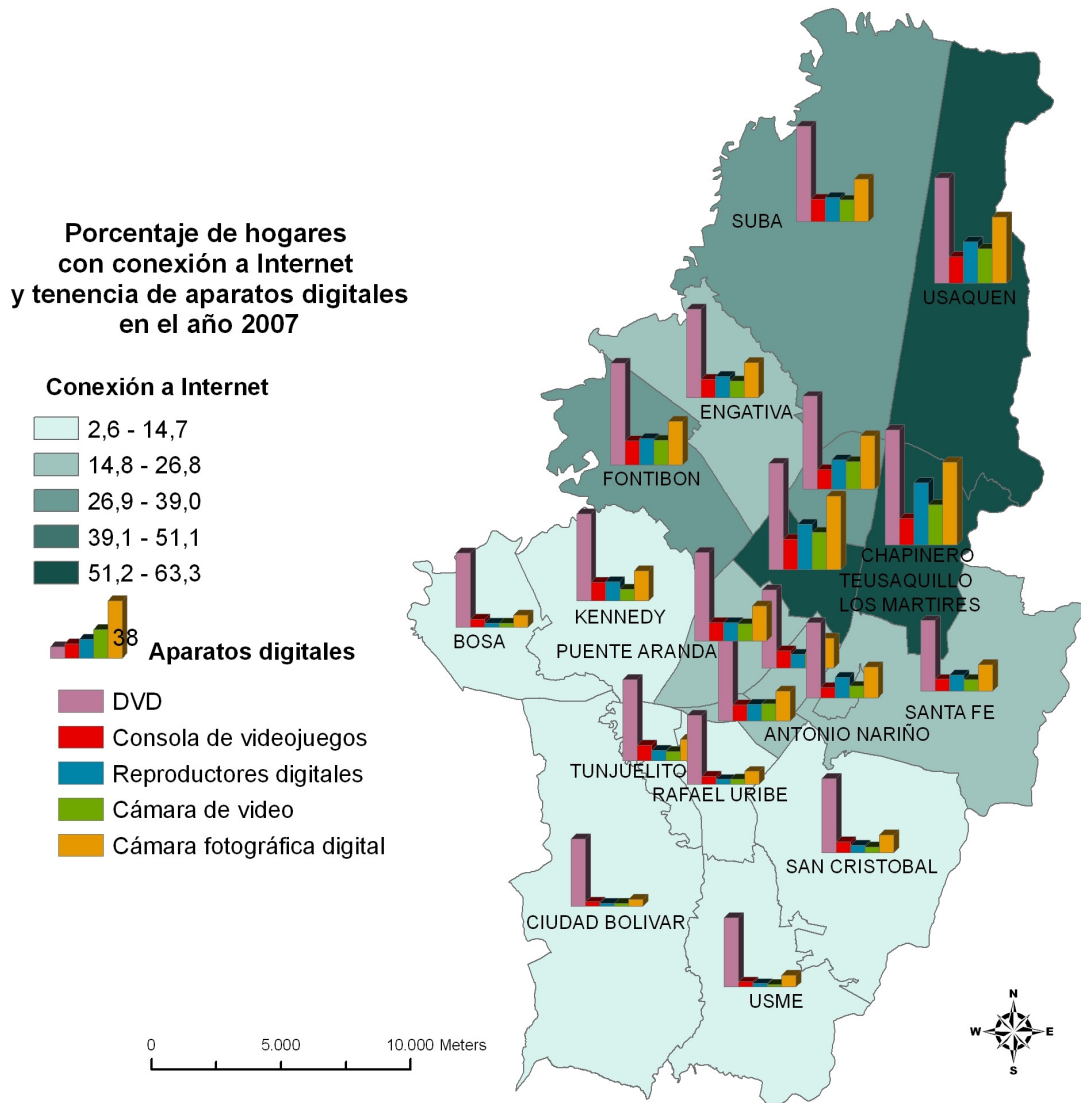 Porcentaje de hogares
con conexión a Internet
y tenencia de aparatos digitales
en el año 2007
Conexión a Internet
2,6 - 14,7
14,8 - 26,8
26,9 - 39,0
39,1 - 51,1
51,2 - 63,3
38
Aparatos digitales
DVD
Consola de videojuegos
Reproductores digitales
Cámara de video
Cámara fotográfica digital
SUBA
USAQUEN
ENGATIVA
FONTIBON
CHAPINERO
TEUSAQUILLO
LOS MARTIRES
KENNEDY
BOSA
PUENTE ARANDA
SANTA FE
ANTONIO NARIÑO
TUNJUELITO
RAFAEL URIBE
SAN CRISTOBAL
CIUDAD BOLIVAR
USME
0 5.000 10.000 Meters
N
W E
S